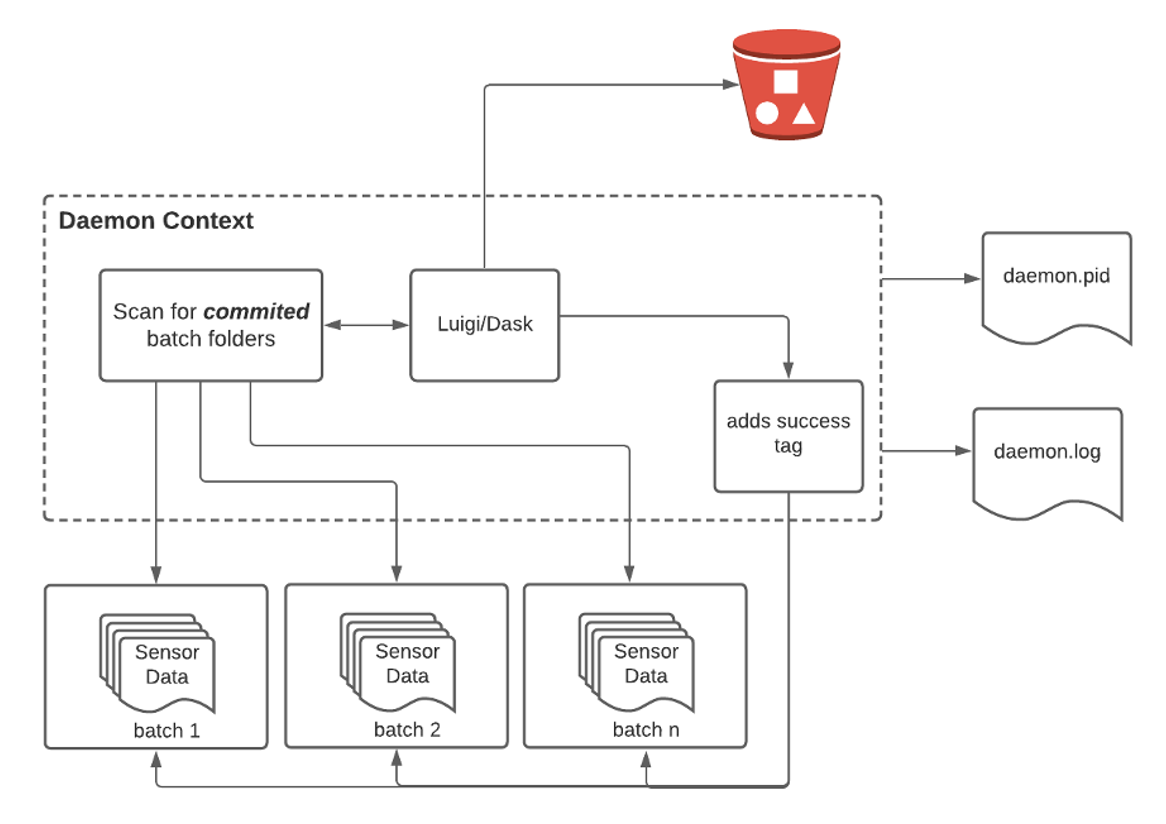 Daemon Context
daemon.pid
Scan for commited
batch folders
Luigi/Dask
adds success
tag
daemon.log
Sensor
Data
batch 1
Sensor
Data
batch 2
Sensor
Data
batch n